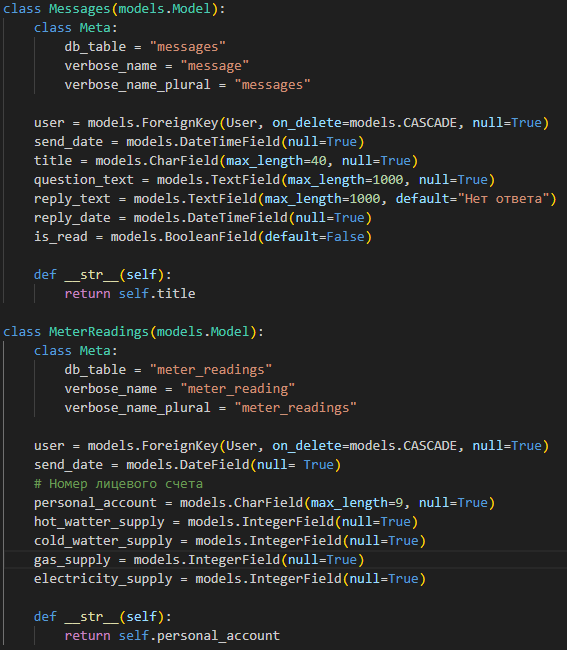 class Messages(models.Model):
    class Meta:
        db_table = "messages"
        verbose_name = "message"
        verbose_name_plural = "messages"

    user = models.ForeignKey(User, on_delete=models.CASCADE, null=True)
    send_date = models.DateTimeField(null=True)
    title = models.CharField(max_length=40, null=True)
    question_text = models.TextField(max_length=1000, null=True)
    reply_text = models.TextField(max_length=1000, default="Нет ответа")
    reply_date = models.DateTimeField(null=True)
    is_read = models.BooleanField(default=False)

    def __str__(self):
        return self.title

class MeterReadings(models.Model):
    class Meta:
        db_table = "meter_readings"
        verbose_name = "meter_reading"
        verbose_name_plural = "meter_readings"

    user = models.ForeignKey(User, on_delete=models.CASCADE, null=True)
    send_date = models.DateField(null= True)
    # Номер лицевого счета
    personal_account = models.CharField(max_length=9, null=True)
    hot_watter_supply = models.IntegerField(null=True)
    cold_watter_supply = models.IntegerField(null=True)
    gas_supply = models.IntegerField(null=True)
    electricity_supply = models.IntegerField(null=True)

    def __str__(self):
        return self.personal_account